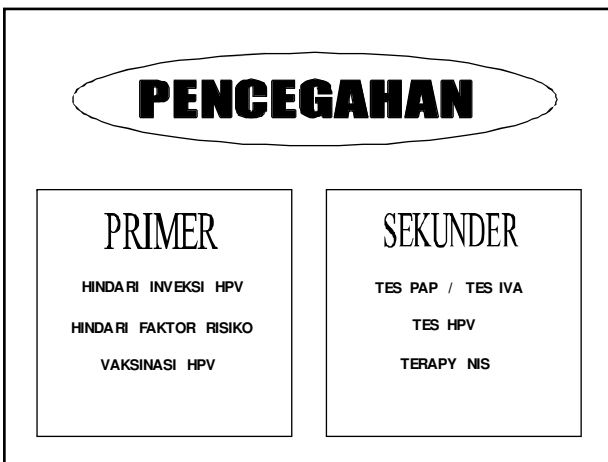 PENCEGAHAN
PRIMER
HINDARI INVEKSI HPV
HINDARI FAKTOR RISIKO
VAKSINASI HPV
SEKUNDER
TES PAP / TES IVA
TES HPV
TERAPY NIS